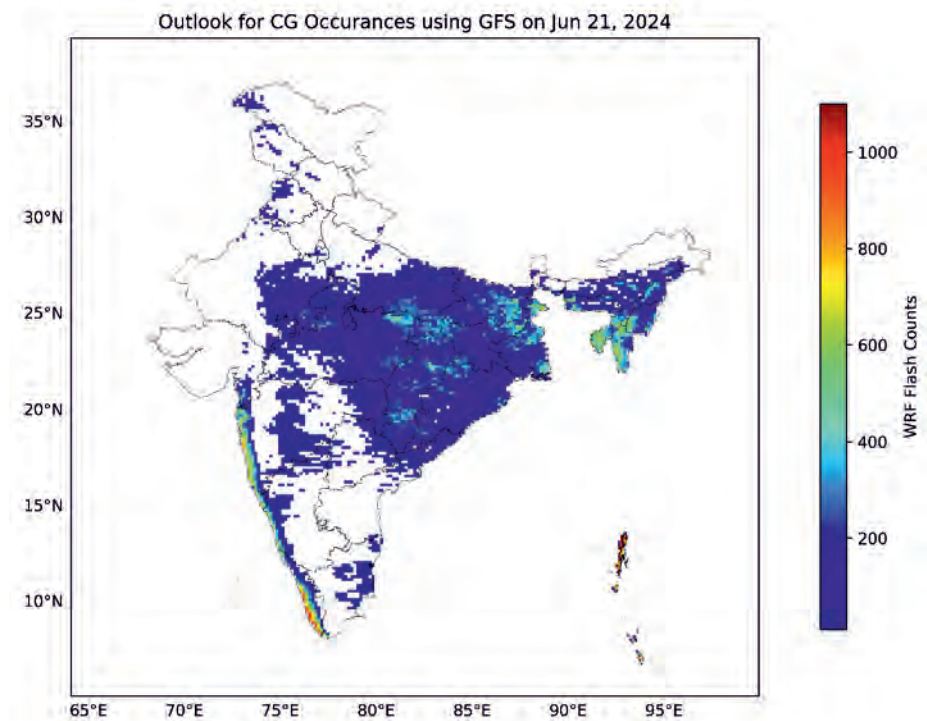 Outlook for CG Occurances using GFS on Jun 21, 2024
35°N
30°N
25°N
20°N
15°N
10°N
65°E 70°E 75°E 80°E 85°E 90°E 95°E
1000
800
600
400
200
WRF Flash Counts